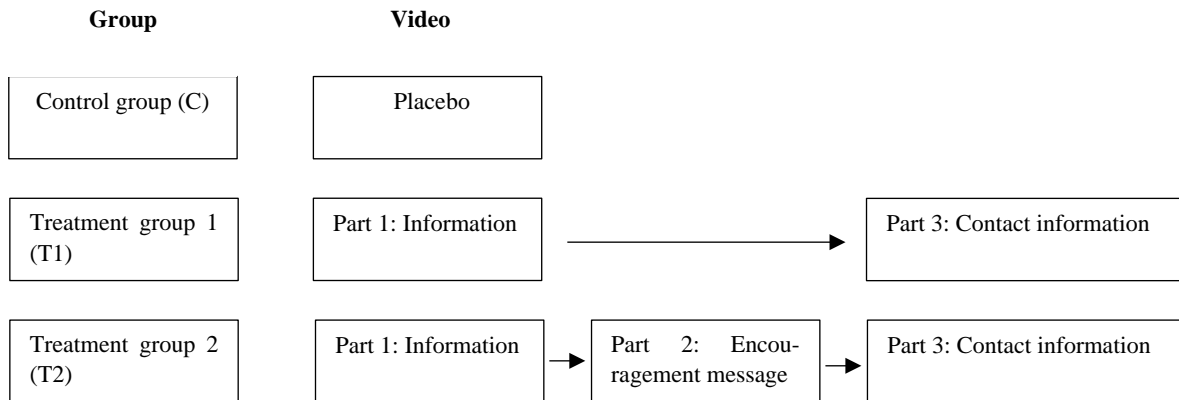 Group
Video
Control group (C)
Placebo
Treatment group 1
(T1)
Part 1: Information
Part 3: Contact information
Treatment group 2
(T2)
Part 1: Information
Part 2: Encou-
ragement message
Part 3: Contact information